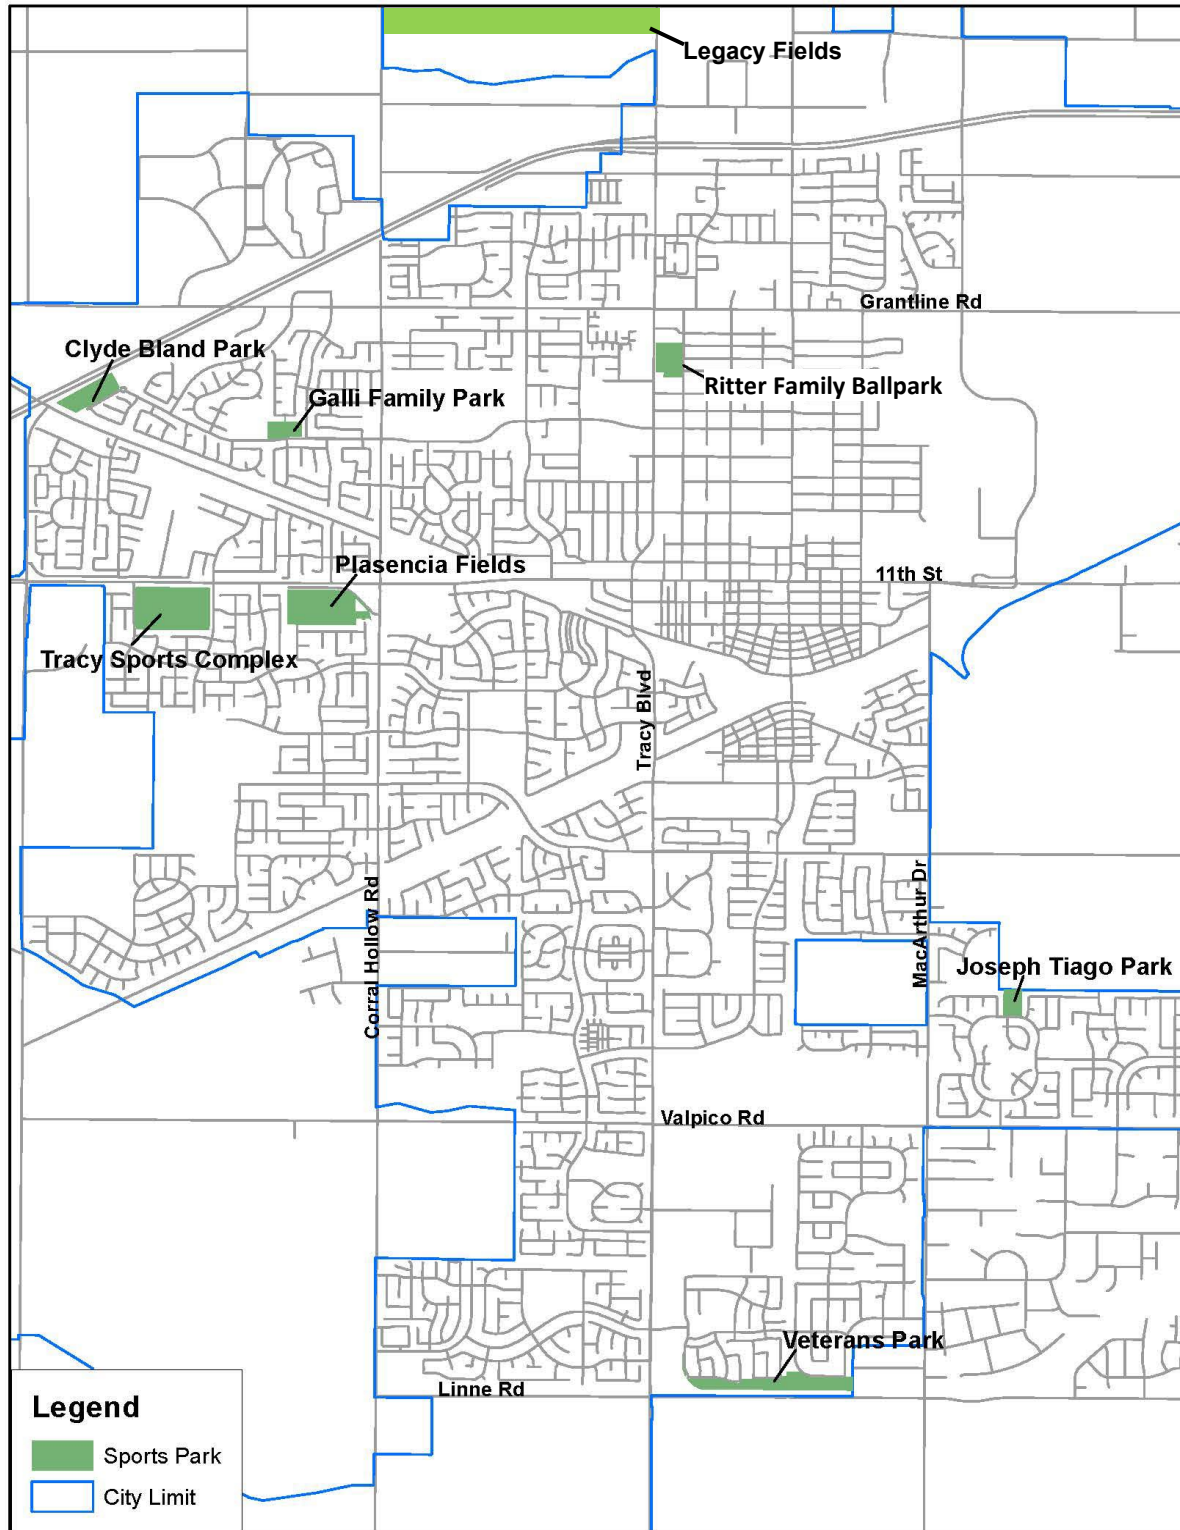 Legacy Fields
Grantline Rd
Clyde Bland Park
Galli Family Park
Ritter Family Ballpark
Plasencia Fields
11th St
Tracy Sports Complex
Tracy Blvd
Corral Hollow Rd
MacArthur Dr
Joseph Tiago Park
Valpico Rd
Veterans Park
Linne Rd
Legend
Sports Park
City Limit